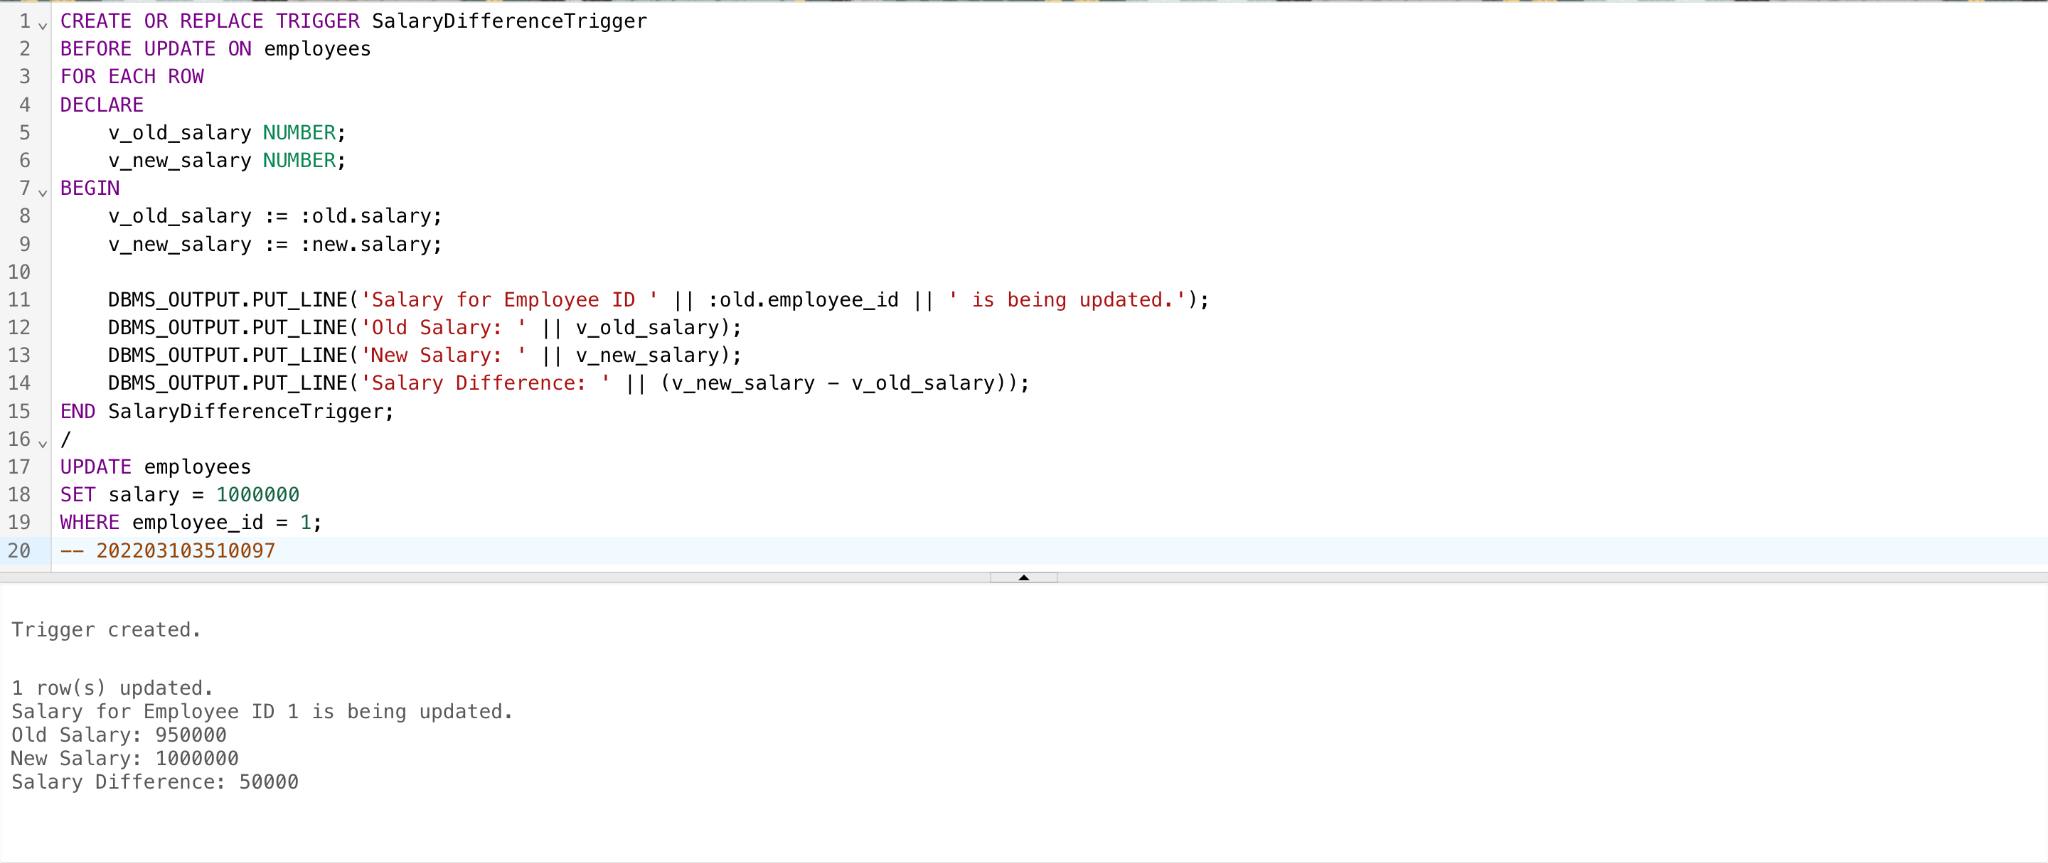 1 CREATE OR REPLACE TRIGGER SalaryDifferenceTrigger
2 BEFORE UPDATE ON employees
3 FOR EACH ROW
4 DECLARE
5     v_old_salary NUMBER;
6     v_new_salary NUMBER;
7 BEGIN
8     v_old_salary := :old.salary;
9     v_new_salary := :new.salary;
10
11     DBMS_OUTPUT.PUT_LINE('Salary for Employee ID ' || :old.employee_id || ' is being updated.');
12     DBMS_OUTPUT.PUT_LINE('Old Salary: ' || v_old_salary);
13     DBMS_OUTPUT.PUT_LINE('New Salary: ' || v_new_salary);
14     DBMS_OUTPUT.PUT_LINE('Salary Difference: ' || (v_new_salary - v_old_salary));
15 END SalaryDifferenceTrigger;
16 /
17 UPDATE employees
18 SET salary = 1000000
19 WHERE employee_id = 1;
20 -- 202203103510097
Trigger created.
1 row(s) updated.
Salary for Employee ID 1 is being updated.
Old Salary: 950000
New Salary: 1000000
Salary Difference: 50000